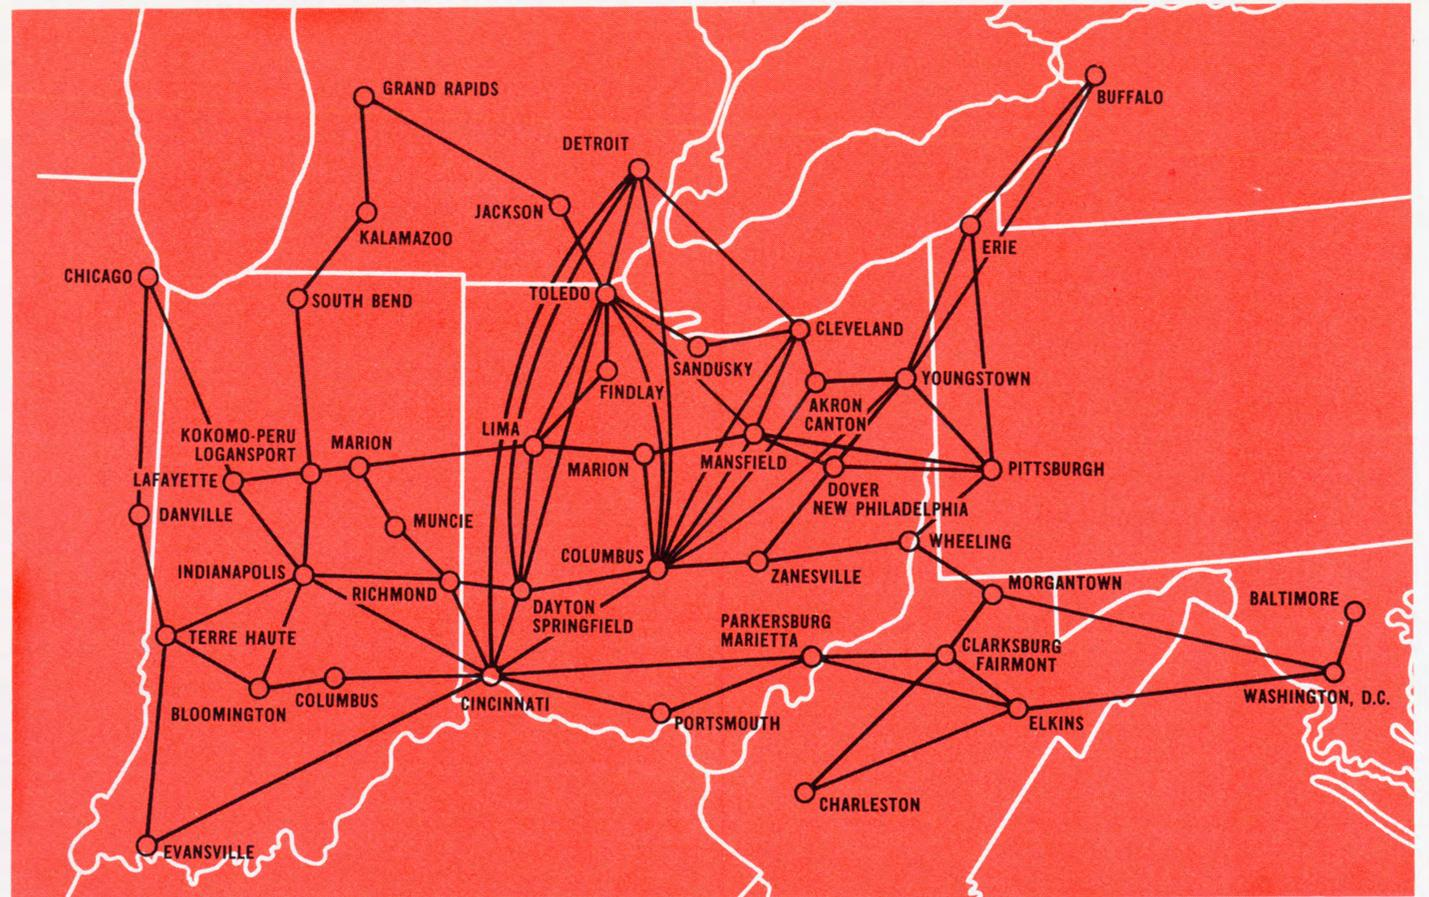 GRAND RAPIDS
BUFFALO
DETROIT
JACKSON
KALAMAZOO
ERIE
CHICAGO
SOUTH BEND
TOLEDO
CLEVELAND
SANDUSKY
YOUNGSTOWN
FINDLAY
AKRON
CANTON
LIMA
KOKOMO-PERU
LOGANSPORT
MARION
MARION
MANSFIELD
PITTSBURGH
LAFAYETTE
DOVER
NEW PHILADELPHIA
DANVILLE
MUNCIE
WHEELING
COLUMBUS
ZANESVILLE
INDIANAPOLIS
RICHMOND
MORGANTOWN
BALTIMORE
DAYTON
SPRINGFIELD
PARKERSBURG
MARIETTA
TERRE HAUTE
CLARKSBURG
FAIRMONT
COLUMBUS
BLOOMINGTON
CINCINNATI
WASHINGTON, D.C.
PORTSMOUTH
ELKINS
CHARLESTON
EVANSVILLE